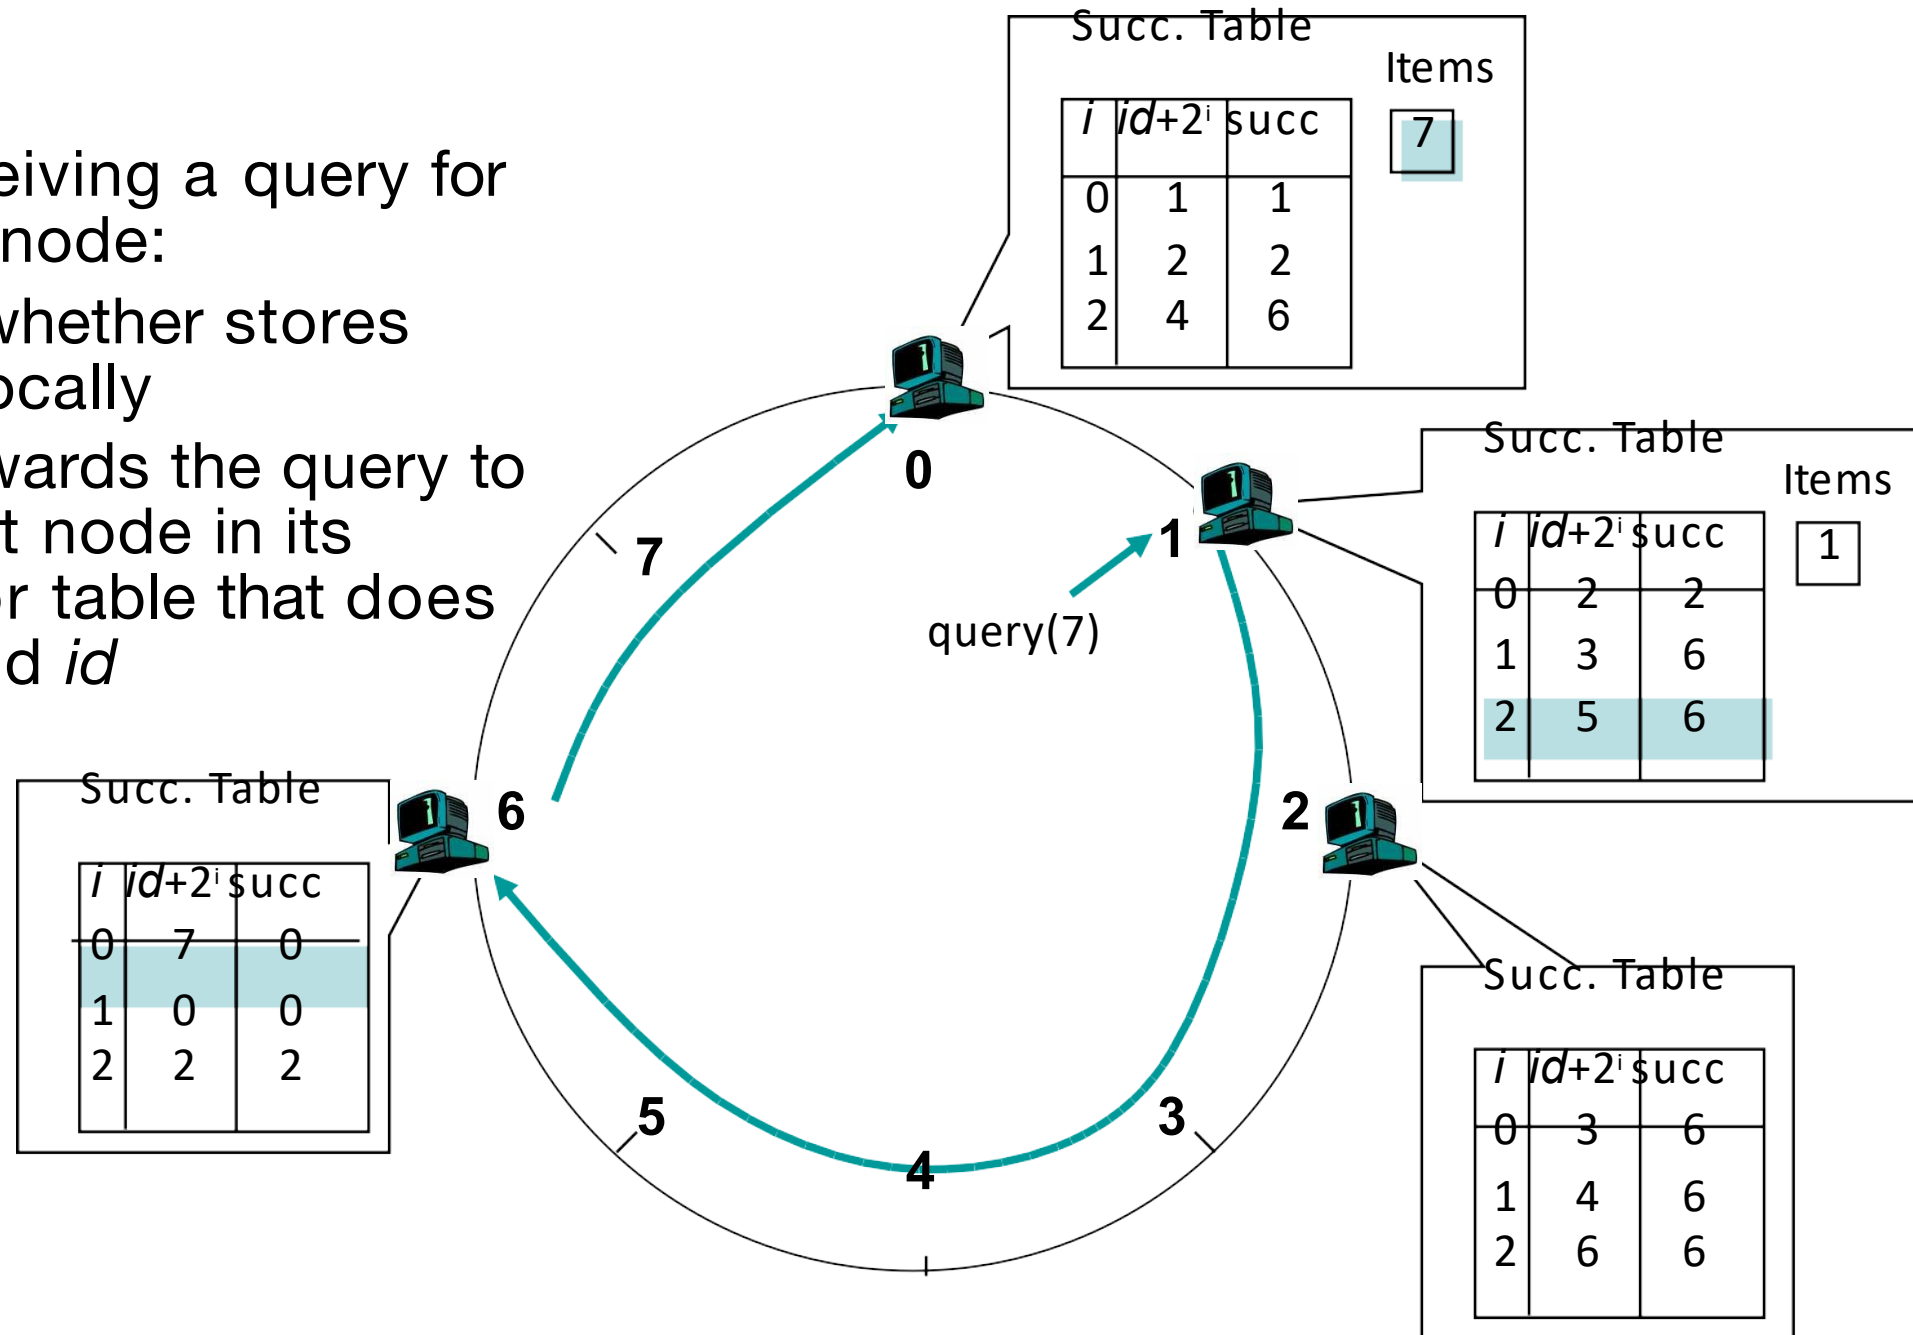 eiving a query for
node:
whether stores
ocally
wards the query to
t node in its
r table that does
d id
Succ. Table
Items
i id+2ⁱ succ
7
0 1 1
1 2 2
2 4 6
0
Succ. Table
Items
i id+2ⁱ succ
1
0 2 2
1 3 6
2 5 6
1
7
query(7)
Succ. Table
6
2
i id+2ⁱ succ
0 7 0
1 0 0
2 2 2
Succ. Table
i id+2ⁱ succ
0 3 6
1 4 6
2 6 6
5
3
4